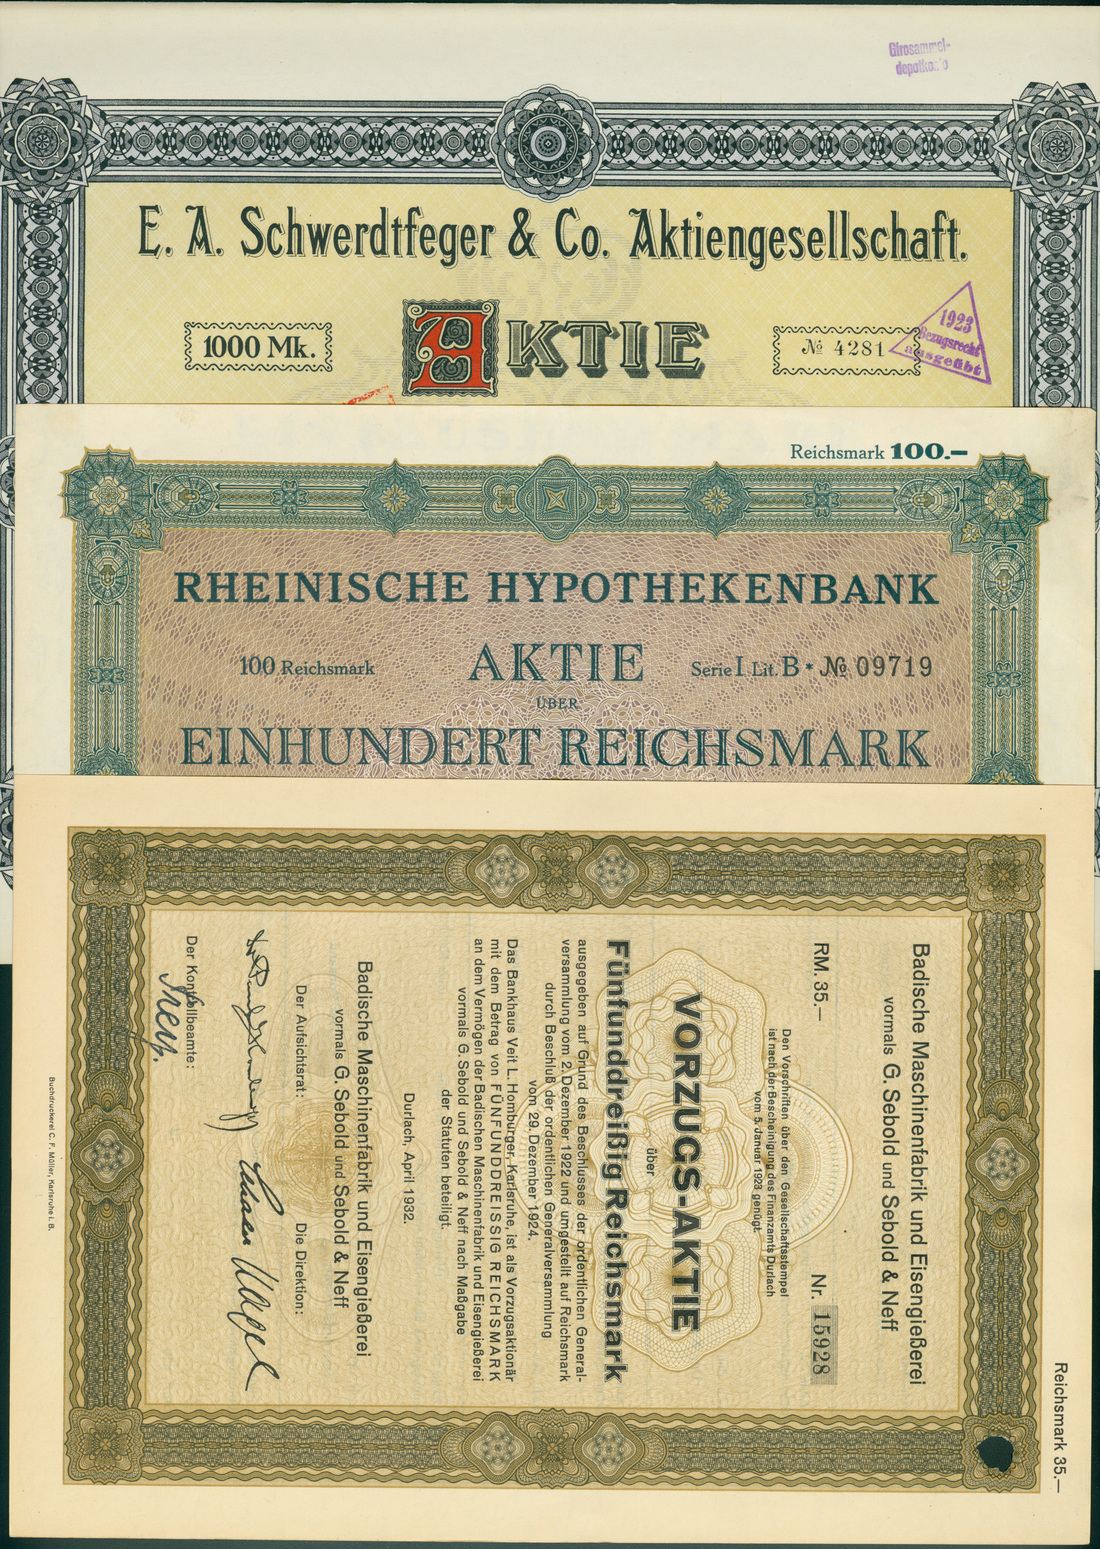 Girosammel-
depotkonto
E. A. Schwerdtfeger & Co. Aktiengesellschaft.
1000 Mk.
AKTIE
№ 4281
1923
Bezugsrecht
ausgeübt
Reichsmark 100.—
RHEINISCHE HYPOTHEKENBANK
100 Reichsmark
AKTIE
Serie I Lit. B * № 09719
ÜBER
EINHUNDERT REICHSMARK
Reichsmark 35.—
Badische Maschinenfabrik und Eisengießerei
vormals G. Sebold und Sebold & Neff
RM. 35.—
Nr. 15928
Den Vorschriften über den Gesellschaftsstempel
ist nach der Bescheinigung des Finanzamts Durlach
vom 5. Januar 1923 genügt.
VORZUGS-AKTIE
über
Fünfunddreißig Reichsmark
ausgegeben auf Grund des Beschlusses der ordentlichen General-
versammlung vom 2. Dezember 1922 und umgestellt auf Reichsmark
durch Beschluß der ordentlichen Generalversammlung
vom 29. Dezember 1924.
Das Bankhaus Veit L. Homburger, Karlsruhe, ist als Vorzugsaktionär
mit dem Betrag von FÜNFUNDDREISSIG REICHSMARK
an dem Vermögen der Badischen Maschinenfabrik und Eisengießerei
vormals G. Sebold und Sebold & Neff nach Maßgabe
der Statuten beteiligt.
Durlach, April 1932.
Badische Maschinenfabrik und Eisengießerei
vormals G. Sebold und Sebold & Neff
Der Aufsichtsrat:
Die Direktion:
Der Kontrollbeamte:
Buchdruckerei C. F. Müller, Karlsruhe i. B.